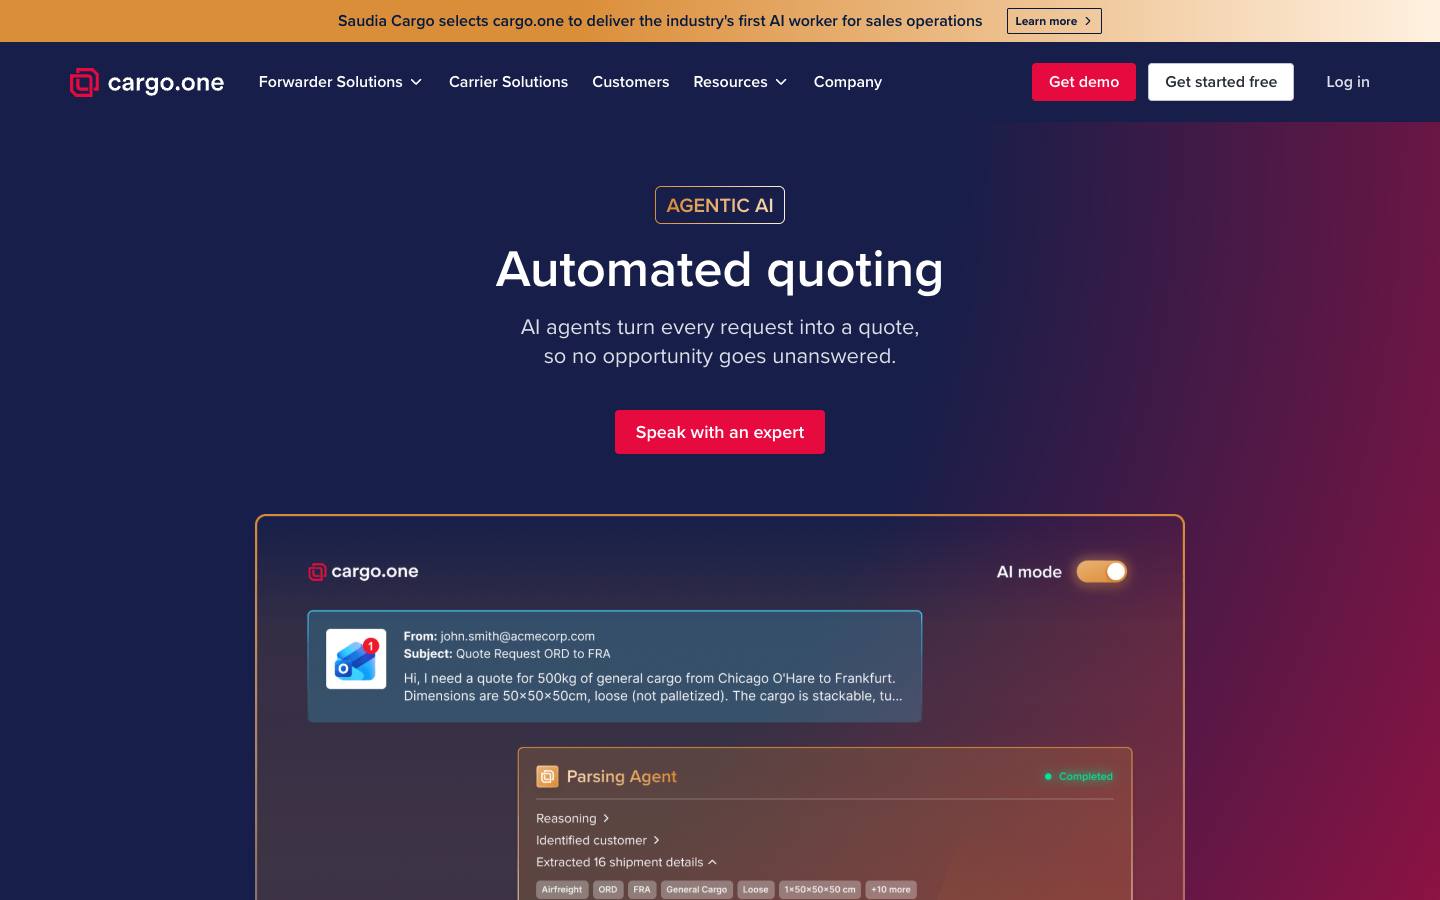 Saudia Cargo selects cargo.one to deliver the industry's first AI worker for sales operations
Learn more
cargo.one
Forwarder Solutions
Carrier Solutions
Customers
Resources
Company
Get demo
Get started free
Log in
AGENTIC AI
Automated quoting
AI agents turn every request into a quote,
so no opportunity goes unanswered.
Speak with an expert
cargo.one
AI mode
1
O
From: john.smith@acmecorp.com
Subject: Quote Request ORD to FRA
Hi, I need a quote for 500kg of general cargo from Chicago O'Hare to Frankfurt.
Dimensions are 50×50×50cm, loose (not palletized). The cargo is stackable, tu...
Parsing Agent
Completed
Reasoning
Identified customer
Extracted 16 shipment details
Airfreight
ORD
FRA
General Cargo
Loose
1×50×50×50 cm
+10 more